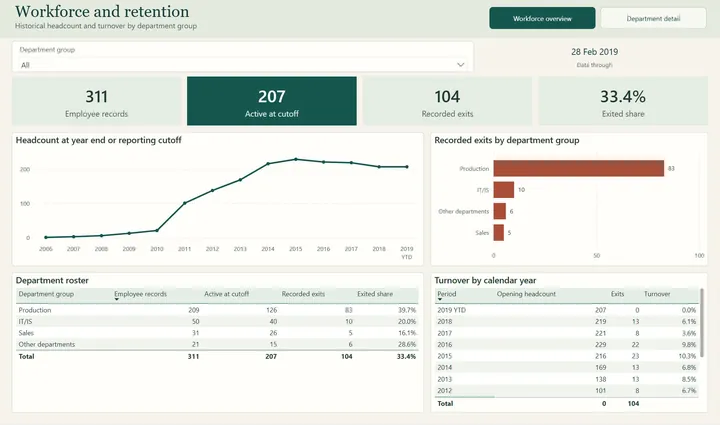 Workforce and retention
Historical headcount and turnover by department group
Workforce overview
Department detail
Department group
All
28 Feb 2019
Date through
311
Employee records
207
Active at cutoff
104
Recorded exits
33.4%
Exited share
Headcount at year end or reporting cutoff
200
100
0
2006 2007 2008 2009 2010 2011 2012 2013 2014 2015 2016 2017 2018 2019
YTD
Recorded exits by department group
Production 83
IT/IS 10
Other departments 6
Sales 5
0 50 100
Department roster
Department group Employee records Active at cutoff Recorded exits Exited share
Production 209 126 83 39.7%
IT/IS 50 40 10 20.0%
Sales 31 26 5 16.1%
Other departments 21 15 6 28.6%
Total 311 207 104 33.4%
Turnover by calendar year
Period Opening headcount Exits Turnover
2019 YTD 207 0 0.0%
2018 219 13 6.1%
2017 221 8 3.6%
2016 229 22 9.8%
2015 216 23 10.3%
2014 169 13 6.8%
2013 138 13 8.5%
2012 101 8 6.7%
Total 0 104